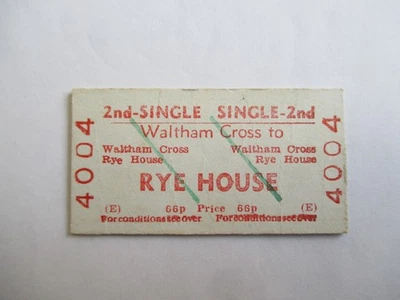 2nd-SINGLE SINGLE-2nd
Waltham Cross to
Waltham Cross Waltham Cross
Rye House Rye House
RYE HOUSE
(E) 66p Price 66p (E)
For conditions see over For conditions see over
4004
4004